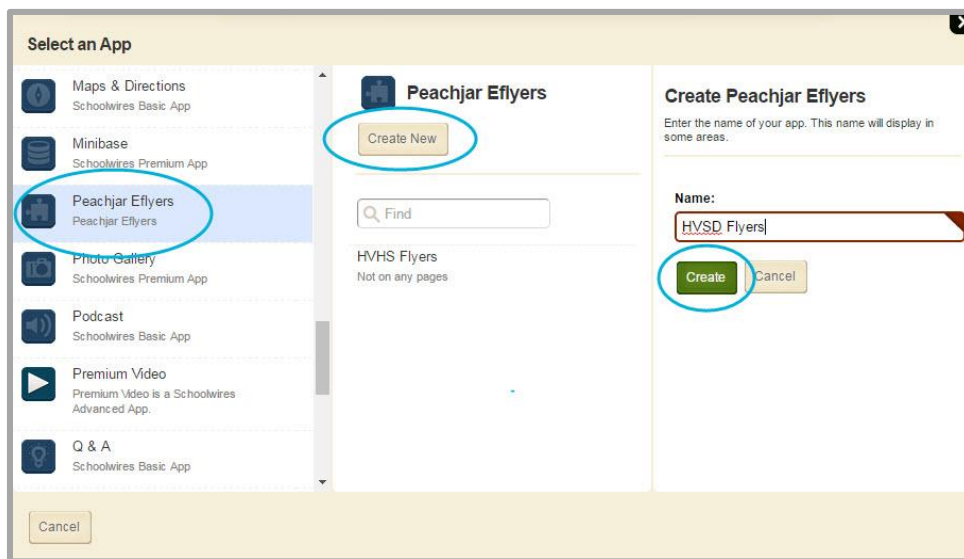 Select an App
Maps & Directions
Schoolwires Basic App
Minibase
Schoolwires Premium App
Peachjar Eflyers
Peachjar Eflyers
Photo Gallery
Schoolwires Premium App
Podcast
Schoolwires Basic App
Premium Video
Premium Video is a Schoolwires
Advanced App.
Q & A
Schoolwires Basic App
Cancel
Peachjar Eflyers
Create New
Find
HVHS Flyers
Not on any pages
Create Peachjar Eflyers
Enter the name of your app. This name will display in
some areas.
Name:
HVSD Flyers
Create
Cancel